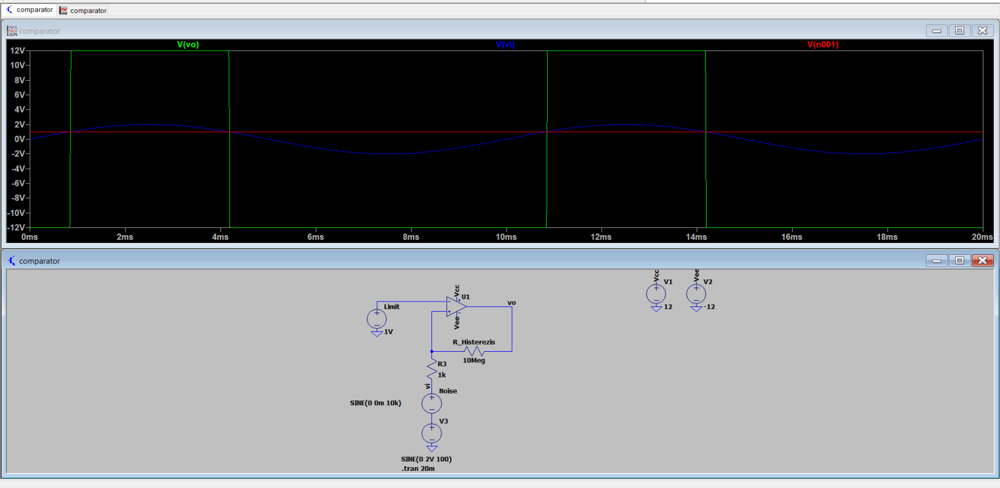 comparator
comparator
comparator
V(vo)
V(vi)
V(n001)
12V
10V
8V
6V
4V
2V
0V
-2V
-4V
-6V
-8V
-10V
-12V
0ms
2ms
4ms
6ms
8ms
10ms
12ms
14ms
16ms
18ms
20ms
comparator
Vcc
V1
12
Vee
V2
-12
Vcc
U1
Vee
vo
Limit
1V
R_Histerezis
10Meg
R3
1k
vi
Noise
SINE(0 0m 10k)
V3
SINE(0 2V 100)
.tran 20m